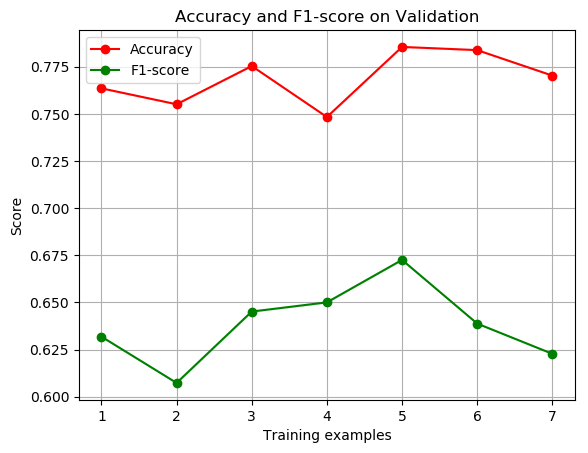 Accuracy and F1-score on Validation
Accuracy
F1-score
0.775
0.750
0.725
0.700
0.675
0.650
0.625
0.600
Score
1 2 3 4 5 6 7
Training examples